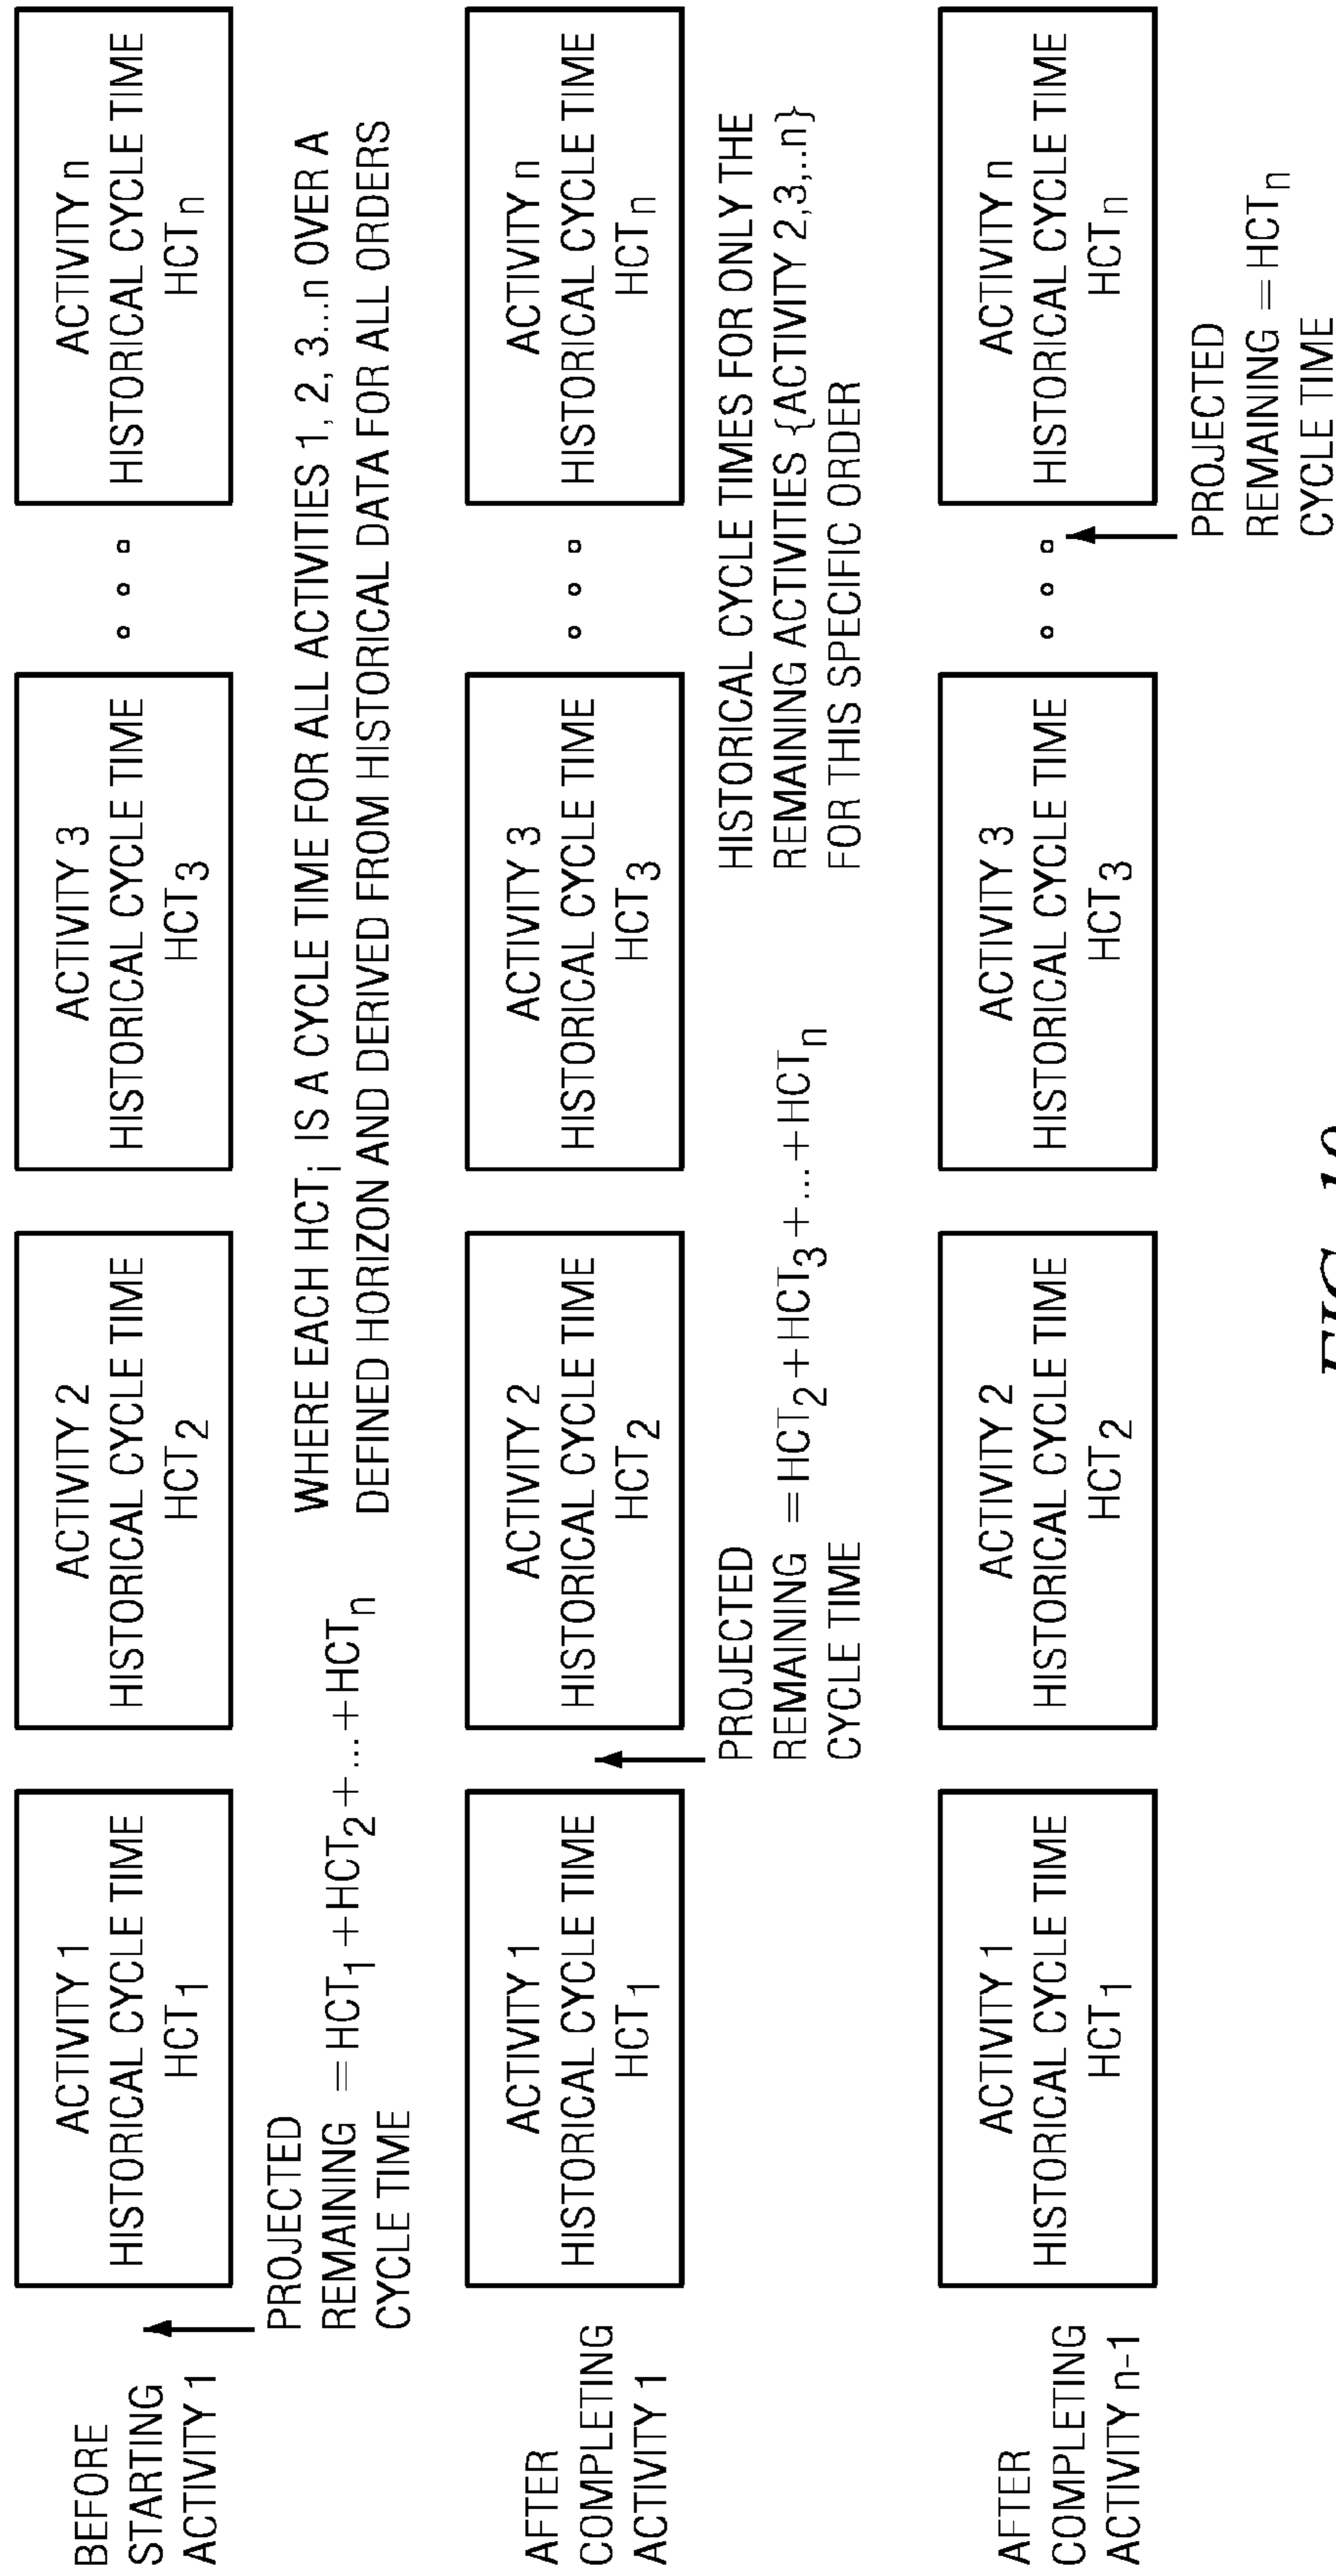 BEFORE
STARTING
ACTIVITY 1
ACTIVITY 1
HISTORICAL CYCLE TIME
HCT1
ACTIVITY 2
HISTORICAL CYCLE TIME
HCT2
ACTIVITY 3
HISTORICAL CYCLE TIME
HCT3
ACTIVITY n
HISTORICAL CYCLE TIME
HCTn
PROJECTED
REMAINING =HCT1+HCT2+...+HCTn
CYCLE TIME
WHERE EACH HCTi IS A CYCLE TIME FOR ALL ACTIVITIES 1, 2, 3...n OVER A
DEFINED HORIZON AND DERIVED FROM HISTORICAL DATA FOR ALL ORDERS
AFTER
COMPLETING
ACTIVITY 1
ACTIVITY 1
HISTORICAL CYCLE TIME
HCT1
ACTIVITY 2
HISTORICAL CYCLE TIME
HCT2
ACTIVITY 3
HISTORICAL CYCLE TIME
HCT3
ACTIVITY n
HISTORICAL CYCLE TIME
HCTn
PROJECTED
REMAINING =HCT2+HCT3+...+HCTn
CYCLE TIME
HISTORICAL CYCLE TIMES FOR ONLY THE
REMAINING ACTIVITIES {ACTIVITY 2,3,..n}
FOR THIS SPECIFIC ORDER
AFTER
COMPLETING
ACTIVITY n-1
ACTIVITY 1
HISTORICAL CYCLE TIME
HCT1
ACTIVITY 2
HISTORICAL CYCLE TIME
HCT2
ACTIVITY 3
HISTORICAL CYCLE TIME
HCT3
ACTIVITY n
HISTORICAL CYCLE TIME
HCTn
PROJECTED
REMAINING =HCTn
CYCLE TIME
FIG.